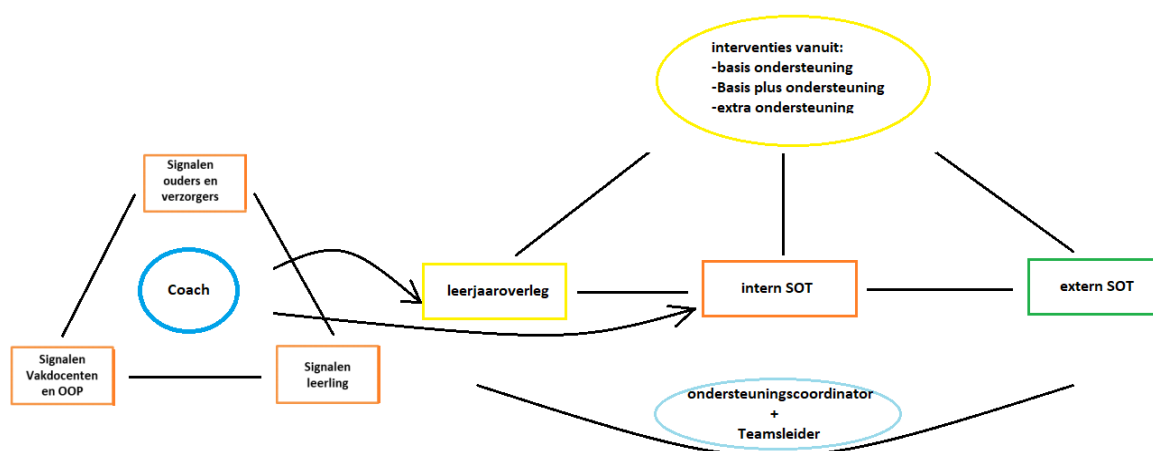 interventies vanuit:
-basis ondersteuning
-Basis plus ondersteuning
-extra ondersteuning
Signalen
ouders en
verzorgers
Coach
Signalen
Vakdocenten
en OOP
Signalen
leerling
leerjaaroverleg
intern SOT
extern SOT
ondersteuningscoordinator
+
Teamsleider